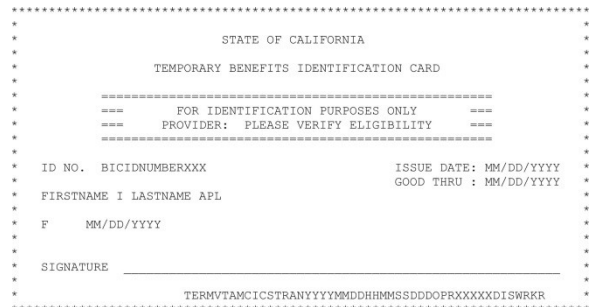 STATE OF CALIFORNIA
TEMPORARY BENEFITS IDENTIFICATION CARD
=== FOR IDENTIFICATION PURPOSES ONLY ===
=== PROVIDER: PLEASE VERIFY ELIGIBILITY ===
ID NO. BICIDNUMBERXXX ISSUE DATE: MM/DD/YYYY
GOOD THRU : MM/DD/YYYY
FIRSTNAME I LASTNAME APL
F MM/DD/YYYY
SIGNATURE
TERMVTAMCICSTRANYYYYMMDDHHMMSSDDDOPRXXXXXDISWRKR